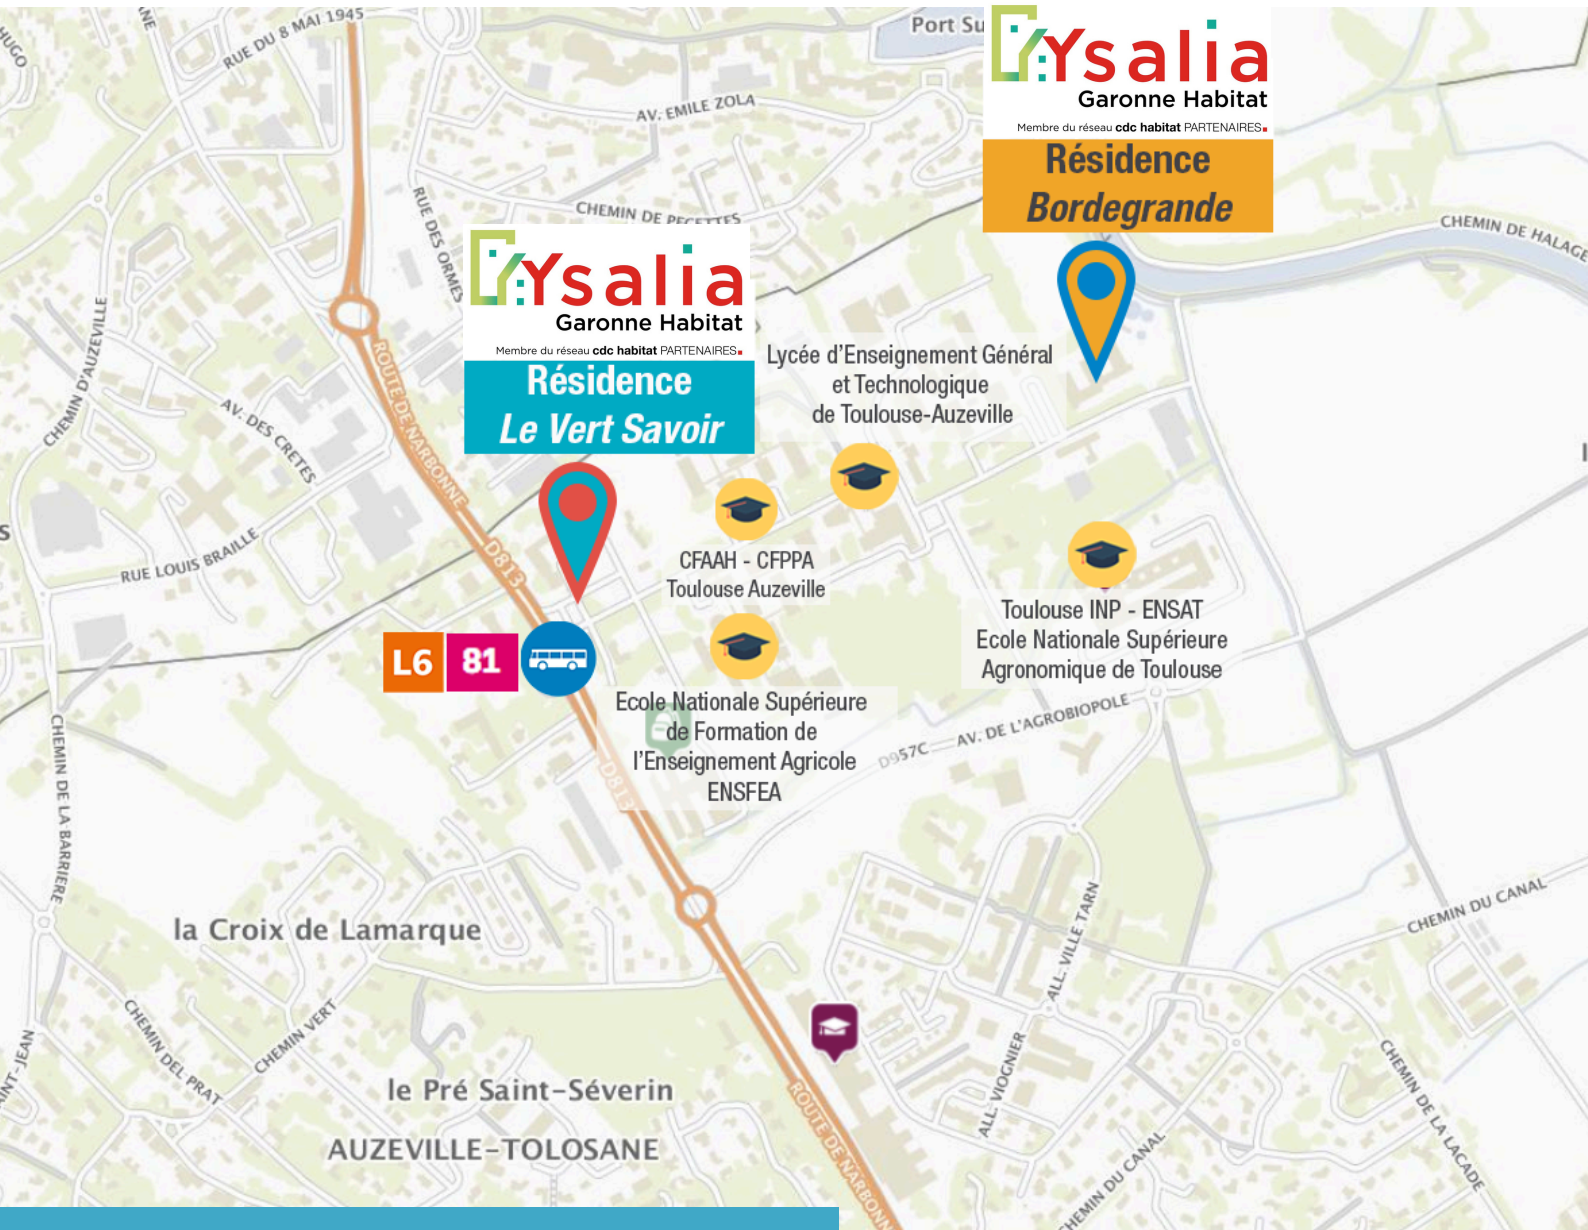 HUGO
RUE DU 8 MAI 1945
Port Su
Ysalia
Garonne Habitat
Membre du réseau cdc habitat PARTENAIRES
Résidence
Bordegrande
AV. EMILE ZOLA
CHEMIN DE HALAGE
RUE DES ORMES
Ysalia
Garonne Habitat
Membre du réseau cdc habitat PARTENAIRES
Résidence
Le Vert Savoir
CHEMIN D'AUZEVILLE
ROUTE DE NARBONNE
Lycée d'Enseignement Général
et Technologique
de Toulouse-Auzeville
AV. DES CRETES
RUE LOUIS BRAILLE
D813
CFAAH - CFPPA
Toulouse Auzeville
Toulouse INP - ENSAT
Ecole Nationale Supérieure
Agronomique de Toulouse
L6
81
Ecole Nationale Supérieure
de Formation de
l'Enseignement Agricole
ENSFEA
D813
D957C
AV. DE L'AGROBIOPOLE
CHEMIN DE LA BARRIERE
la Croix de Lamarque
ALL. VILLE TARN
CHEMIN DU CANAL
CHEMIN DEL PRAT
CHEMIN VERT
le Pré Saint-Séverin
AUZEVILLE-TOLOSANE
ALL. VIOGNIER
ROUTE DE NARBONN
CHEMIN DU CANAL
CHEMIN DE LA LACADE